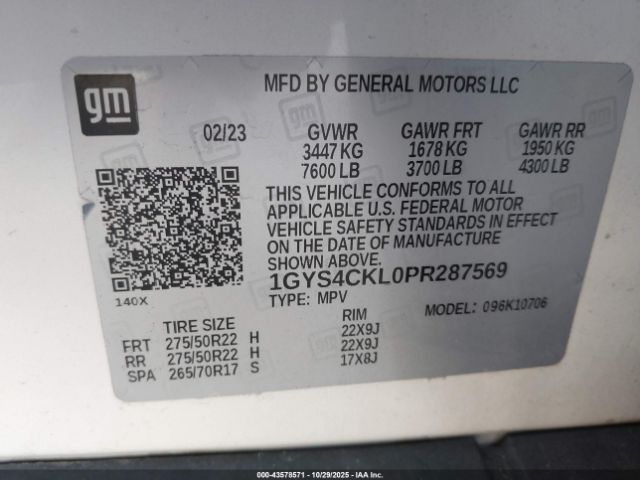 gm
MFD BY GENERAL MOTORS LLC
02/23 GVWR GAWR FRT GAWR RR
3447 KG 1678 KG 1950 KG
7600 LB 3700 LB 4300 LB
THIS VEHICLE CONFORMS TO ALL
APPLICABLE U.S. FEDERAL MOTOR
VEHICLE SAFETY STANDARDS IN EFFECT
ON THE DATE OF MANUFACTURE
SHOWN ABOVE.
1GYS4CKL0PR287569
140X
TYPE: MPV MODEL: 096K10706
TIRE SIZE RIM
FRT 275/50R22 H 22X9J
RR 275/50R22 H 22X9J
SPA 265/70R17 S 17X8J
000-43578571 | 10/29/2025 | IAA Inc.